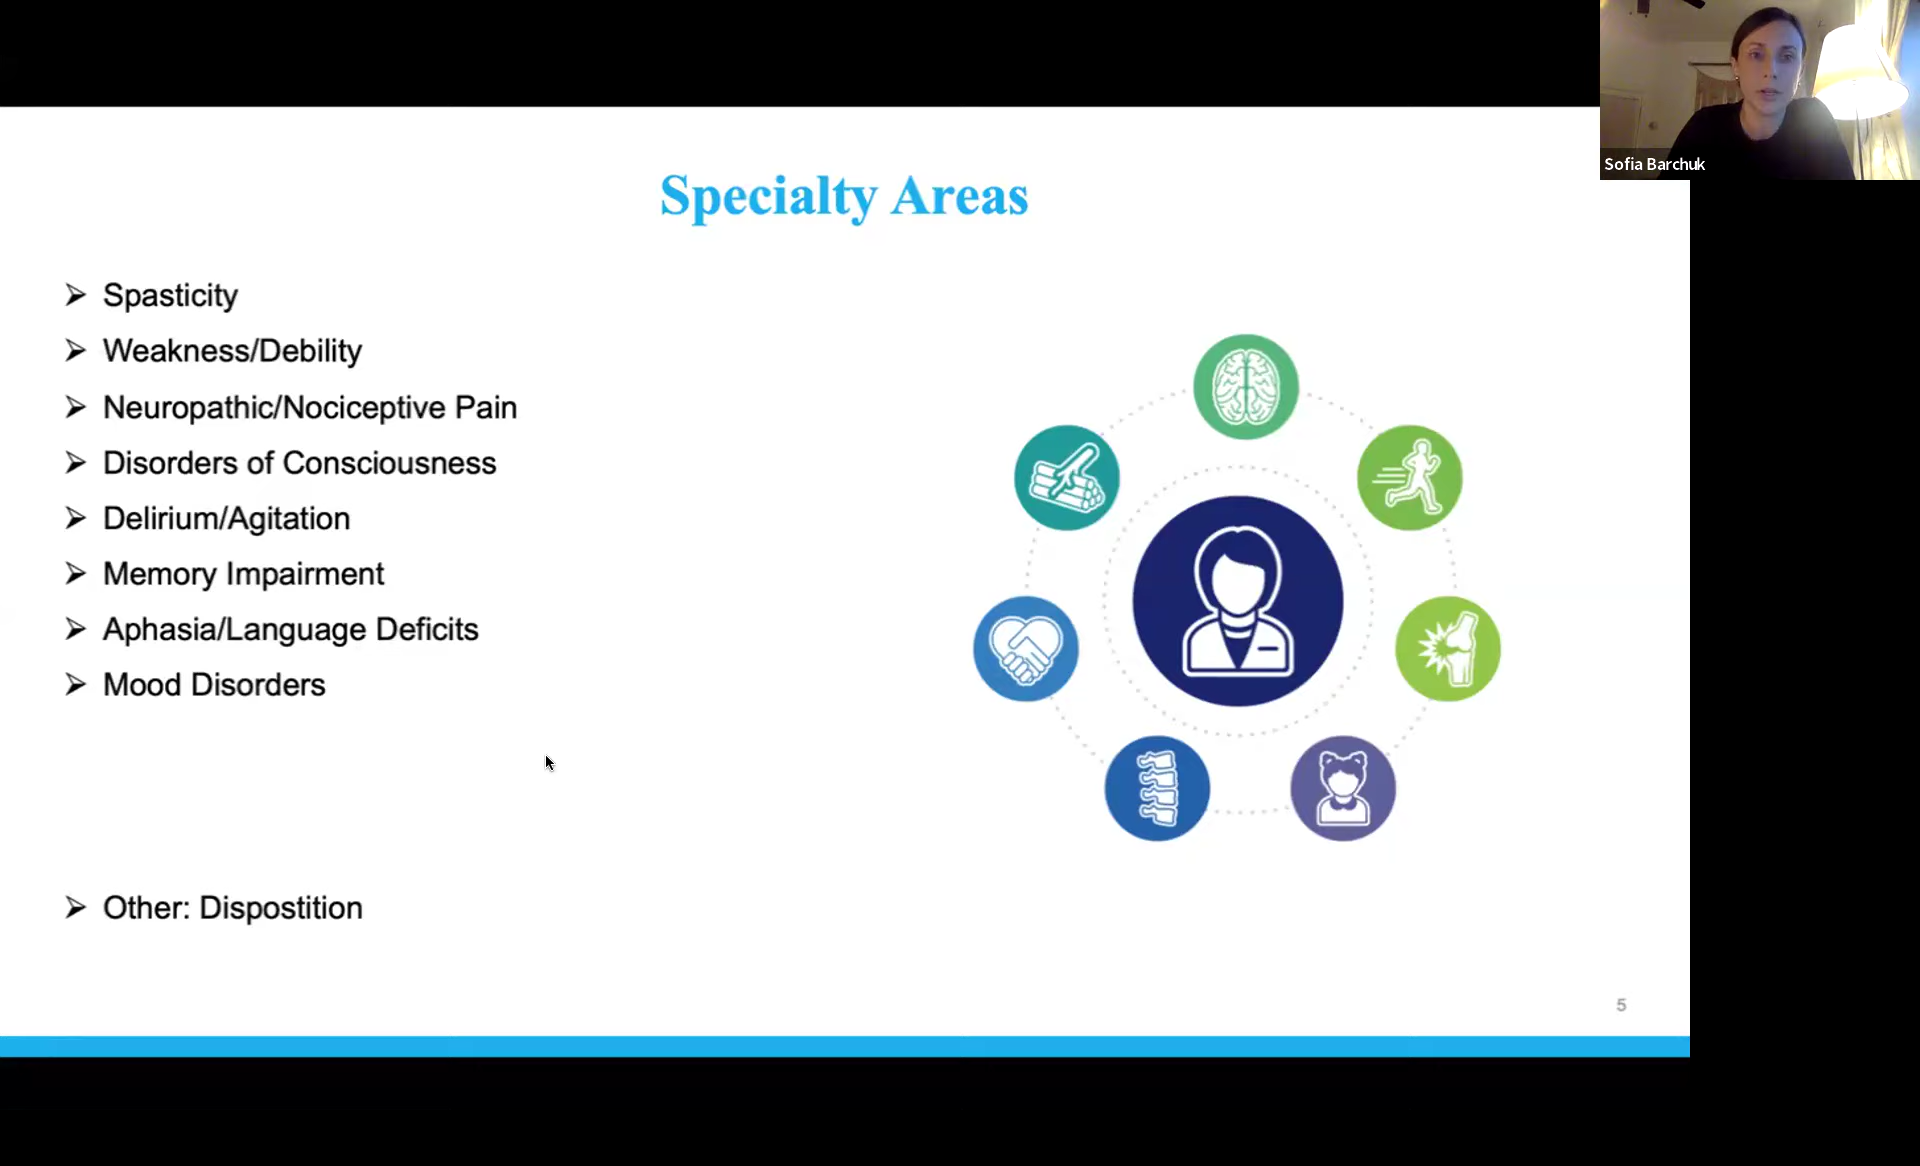 Sofia Barchuk
Specialty Areas
Spasticity
Weakness/Debility
Neuropathic/Nociceptive Pain
Disorders of Consciousness
Delirium/Agitation
Memory Impairment
Aphasia/Language Deficits
Mood Disorders
Other: Dispostition
5